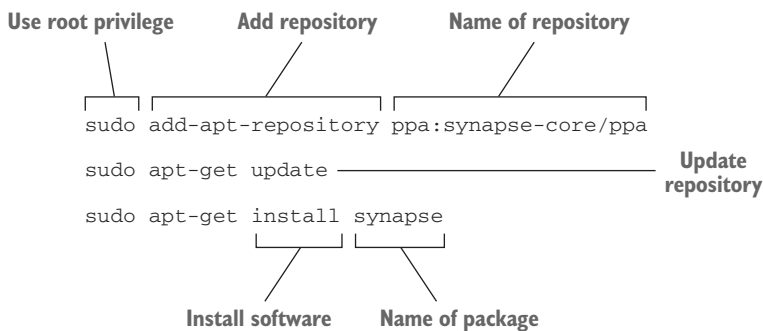 Use root privilege Add repository Name of repository
sudo add-apt-repository ppa:synapse-core/ppa
sudo apt-get update
Update
repository
sudo apt-get install synapse
Install software Name of package